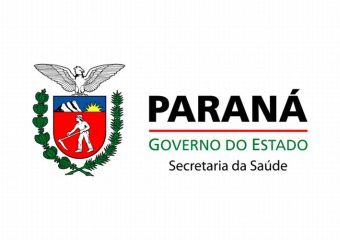 PARANÁ
GOVERNO DO ESTADO
Secretaria da Saúde